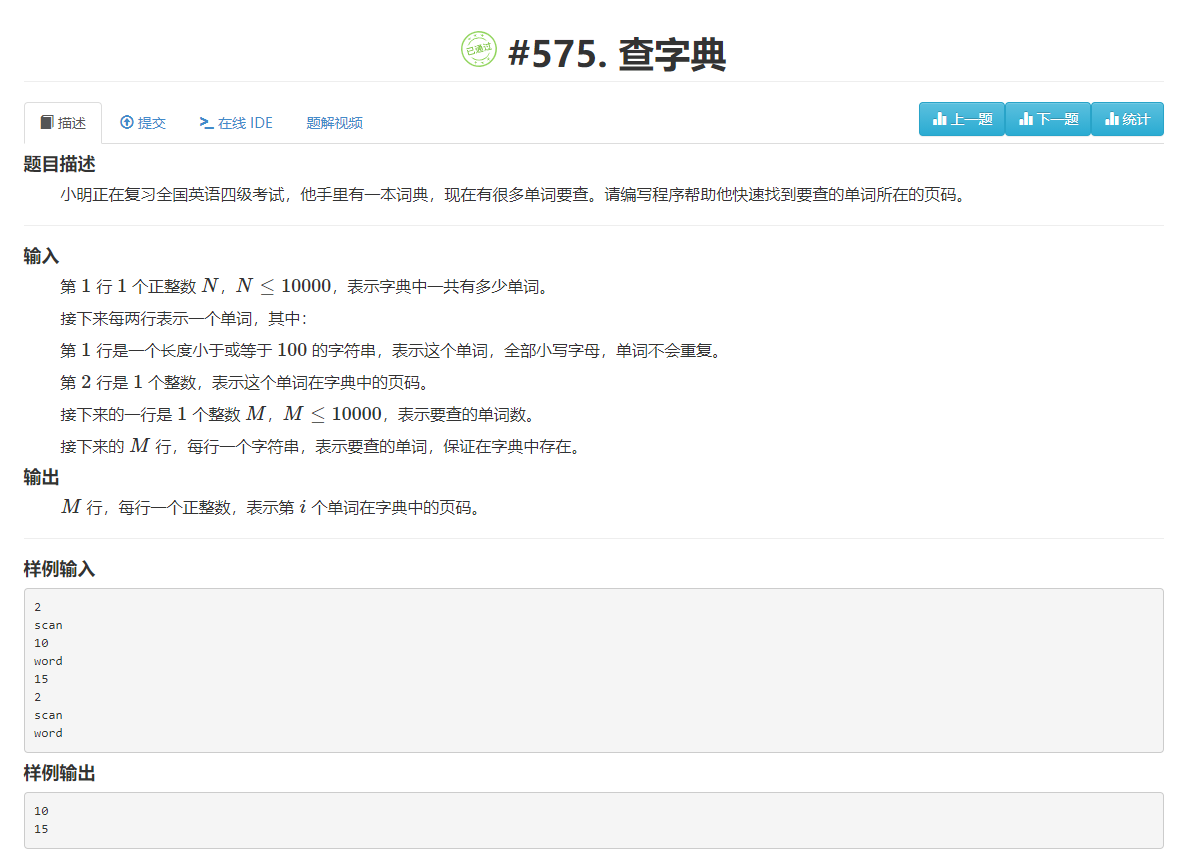 已通过 #575. 查字典
描述 提交 在线 IDE 题解视频 上一题 下一题 统计
题目描述
小明正在复习全国英语四级考试，他手里有一本词典，现在有很多单词要查。请编写程序帮助他快速找到要查的单词所在的页码。
输入
第 1 行 1 个正整数 N，N ≤ 10000，表示字典中一共有多少单词。
接下来每两行表示一个单词，其中：
第 1 行是一个长度小于或等于 100 的字符串，表示这个单词，全部小写字母，单词不会重复。
第 2 行是 1 个整数，表示这个单词在字典中的页码。
接下来的一行是 1 个整数 M，M ≤ 10000，表示要查的单词数。
接下来的 M 行，每行一个字符串，表示要查的单词，保证在字典中存在。
输出
M 行，每行一个正整数，表示第 i 个单词在字典中的页码。
样例输入
2
scan
10
word
15
2
scan
word
样例输出
10
15